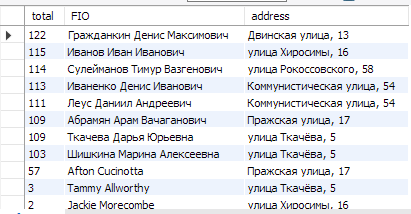 total FIO address
122 Гражданкин Денис Максимович Двинская улица, 13
115 Иванов Иван Иванович улица Хиросимы, 16
114 Сулейманов Тимур Вазгенович улица Рокоссовского, 58
113 Иваненко Денис Иванович Коммунистическая улица, 54
111 Леус Даниил Андреевич Коммунистическая улица, 54
109 Абрамян Арам Вачаганович Пражская улица, 17
109 Ткачева Дарья Юрьевна улица Ткачёва, 5
103 Шишкина Марина Алексеевна улица Ткачёва, 5
57 Afton Cucinotta Пражская улица, 17
3 Tammy Allworthy улица Ткачёва, 5
2 Jackie Morecombe улица Хиросимы, 16